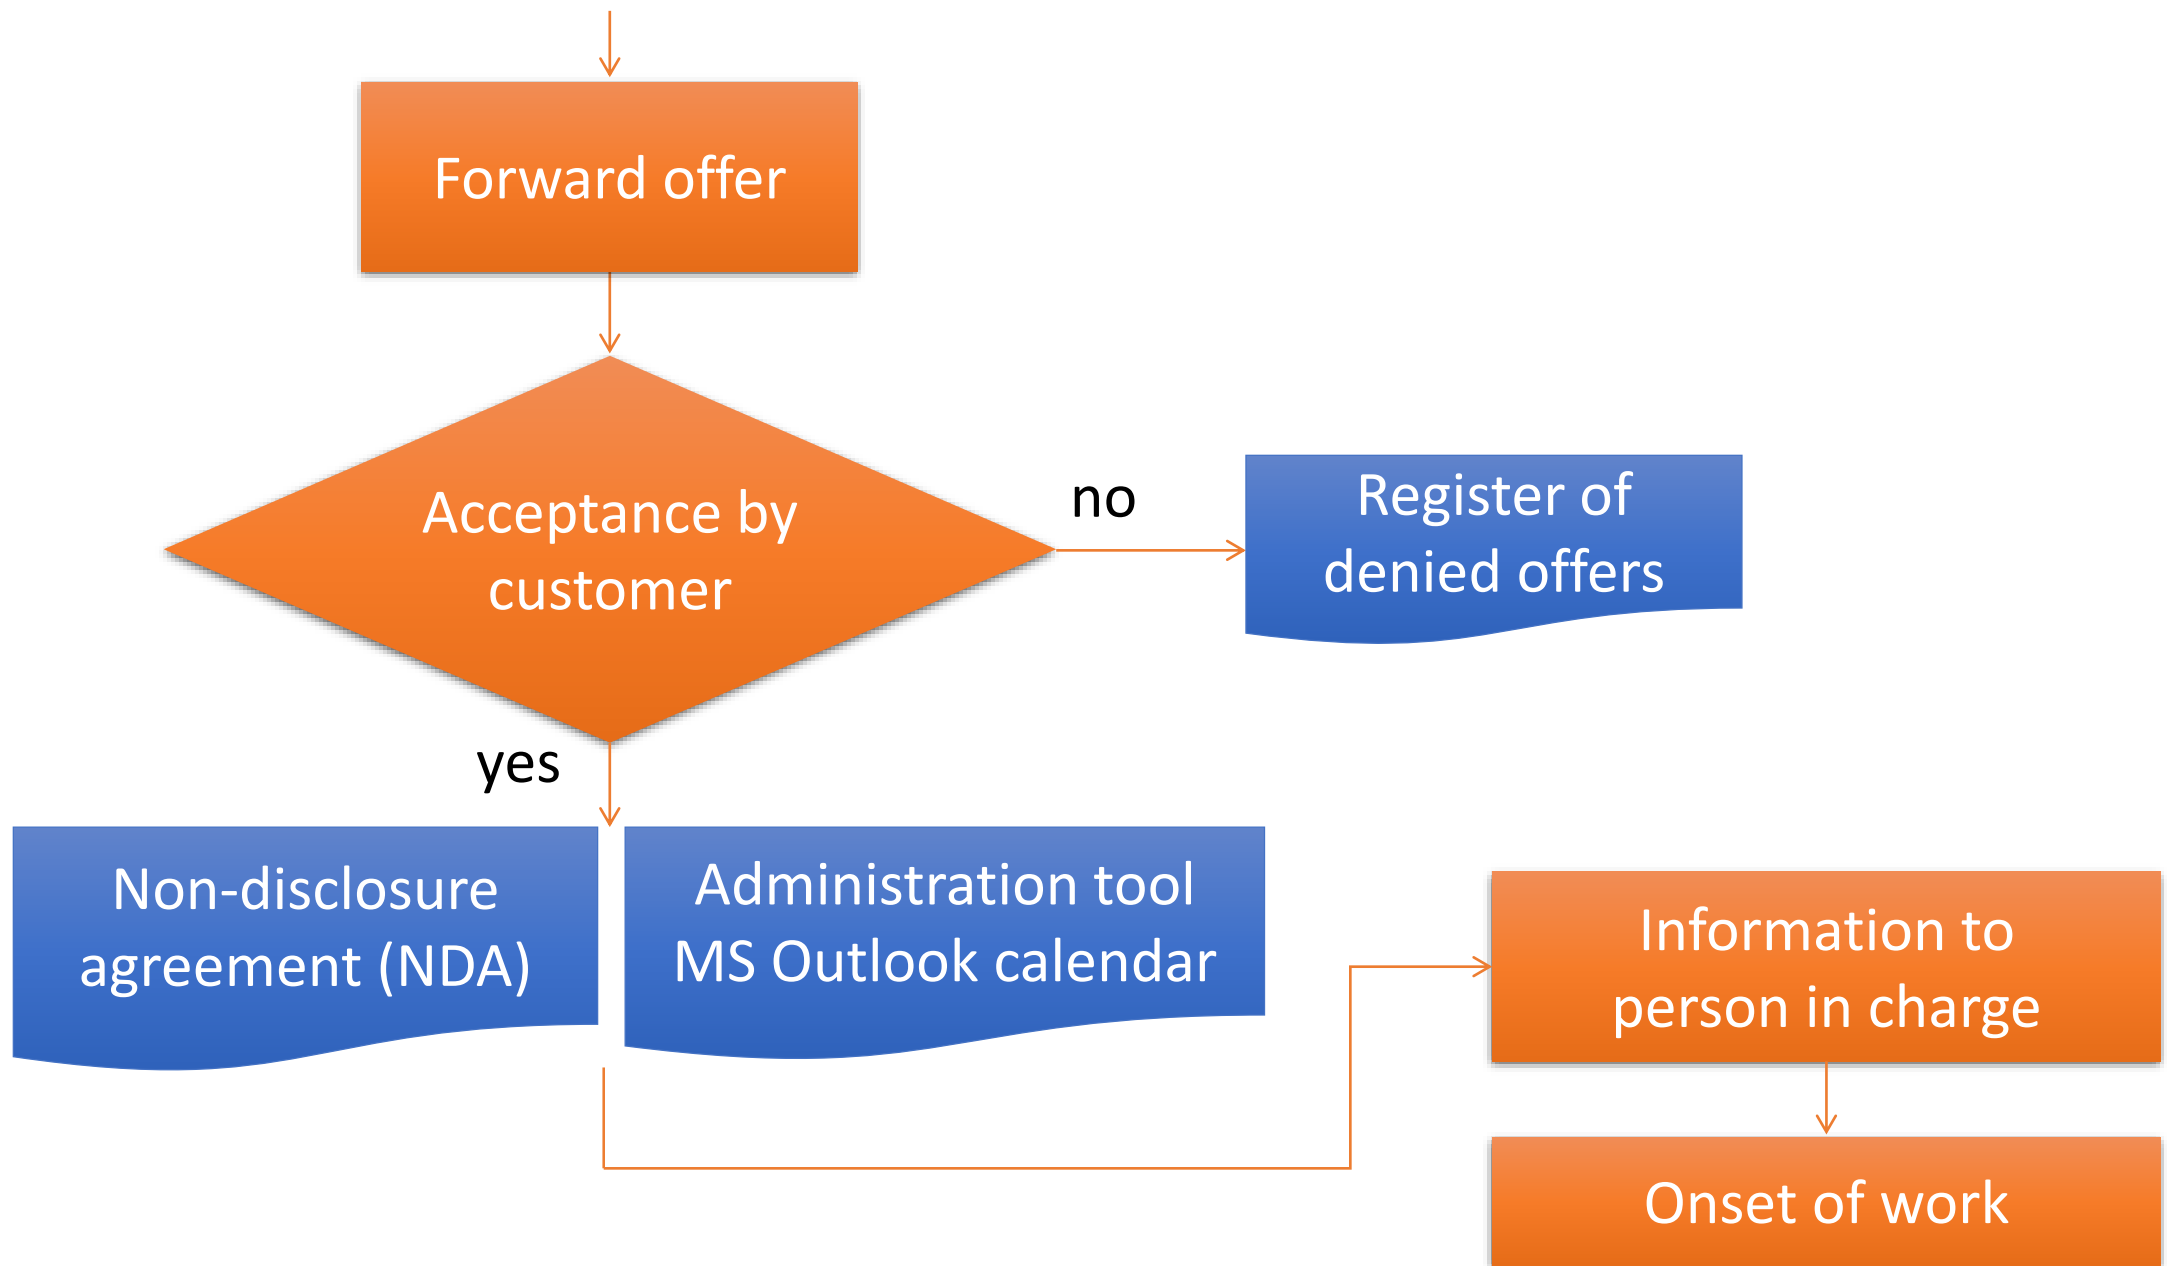 Forward offer
Acceptance by
customer
no
Register of
denied offers
yes
Non-disclosure
agreement (NDA)
Administration tool
MS Outlook calendar
Information to
person in charge
Onset of work